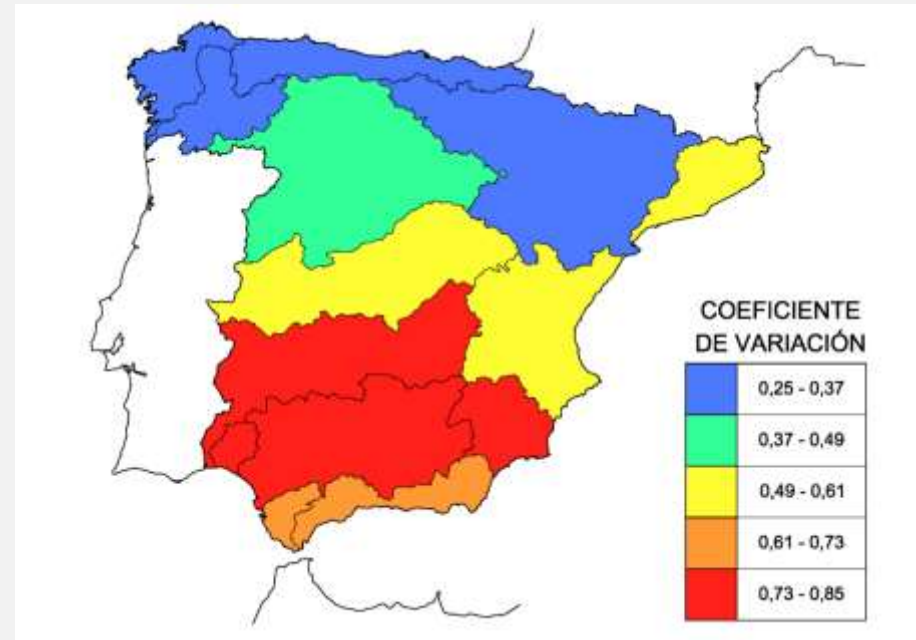 COEFICIENTE
DE VARIACIÓN
0,25 - 0,37
0,37 - 0,49
0,49 - 0,61
0,61 - 0,73
0,73 - 0,85